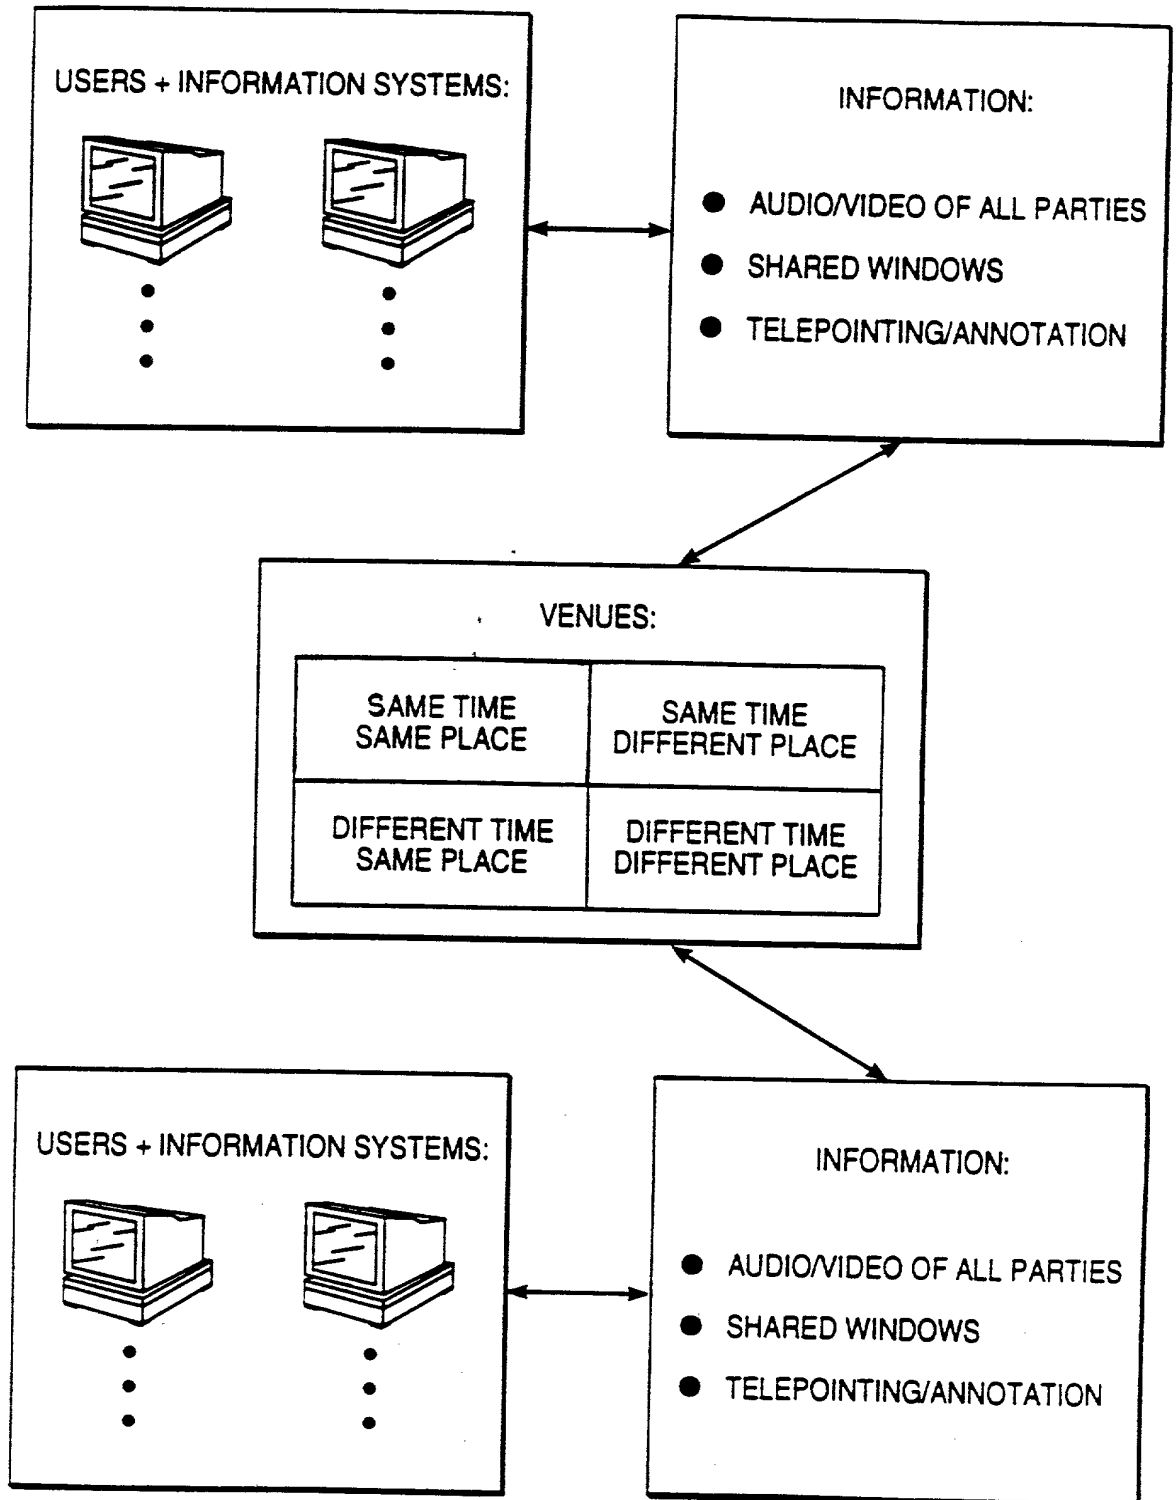 USERS + INFORMATION SYSTEMS:
INFORMATION:
● AUDIO/VIDEO OF ALL PARTIES
● SHARED WINDOWS
● TELEPOINTING/ANNOTATION
VENUES:
SAME TIME
SAME PLACE
SAME TIME
DIFFERENT PLACE
DIFFERENT TIME
SAME PLACE
DIFFERENT TIME
DIFFERENT PLACE
USERS + INFORMATION SYSTEMS:
INFORMATION:
● AUDIO/VIDEO OF ALL PARTIES
● SHARED WINDOWS
● TELEPOINTING/ANNOTATION